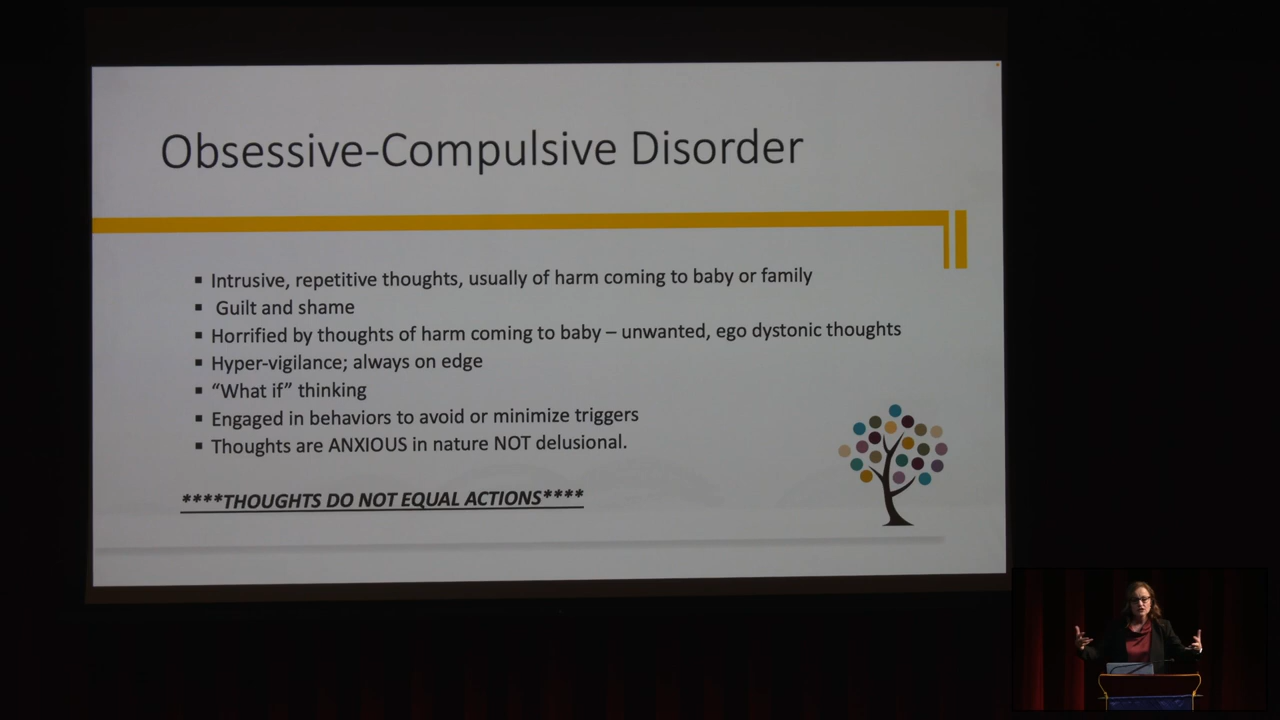 Obsessive-Compulsive Disorder
▪ Intrusive, repetitive thoughts, usually of harm coming to baby or family
▪ Guilt and shame
▪ Horrified by thoughts of harm coming to baby – unwanted, ego dystonic thoughts
▪ Hyper-vigilance; always on edge
▪ “What if” thinking
▪ Engaged in behaviors to avoid or minimize triggers
▪ Thoughts are ANXIOUS in nature NOT delusional.
****THOUGHTS DO NOT EQUAL ACTIONS****